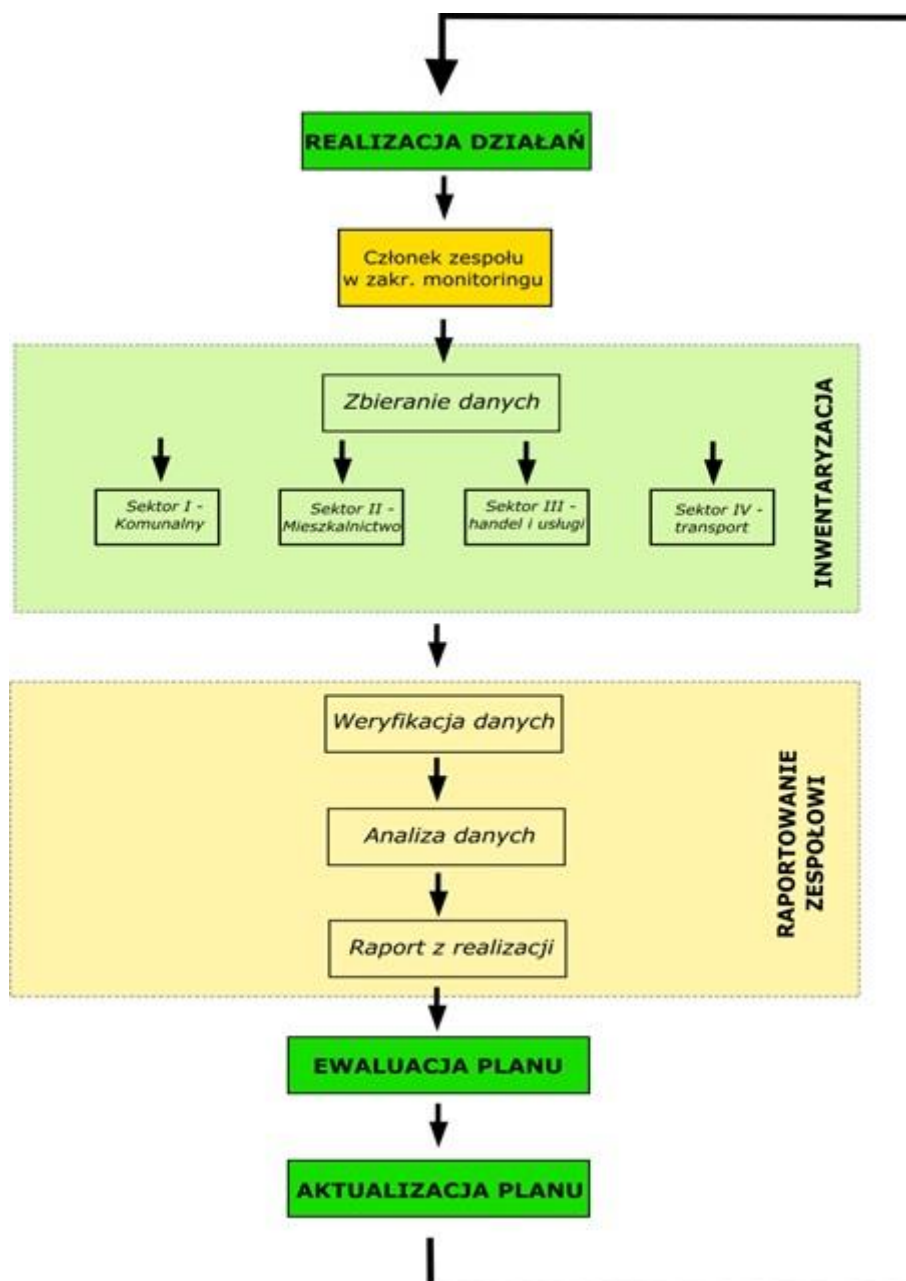 REALIZACJA DZIAŁAŃ
Członek zespołu
w zakr. monitoringu
Zbieranie danych
Sektor I -
Komunalny
Sektor II -
Mieszkalnictwo
Sektor III -
handel i usługi
Sektor IV -
transport
INWENTARYZACJA
Weryfikacja danych
Analiza danych
Raport z realizacji
RAPORTOWANIE
ZESPOŁOWI
EWALUACJA PLANU
AKTUALIZACJA PLANU